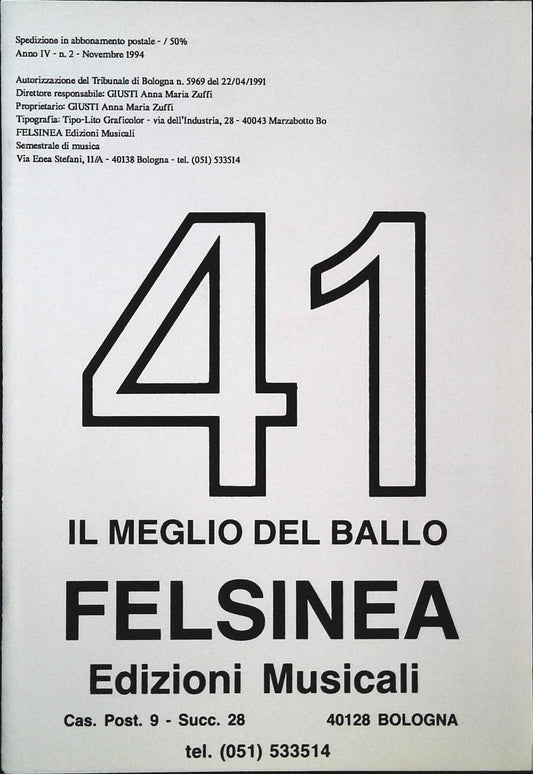 Spedizione in abbonamento postale - / 50%
Anno IV - n. 2 - Novembre 1994
Autorizzazione del Tribunale di Bologna n. 5969 del 22/04/1991
Direttore responsabile: GIUSTI Anna Maria Zuffi
Proprietario: GIUSTI Anna Maria Zuffi
Tipografia: Tipo-Lito Graficolor - via dell'Industria, 28 - 40043 Marzabotto Bo
FELSINEA Edizioni Musicali
Semestrale di musica
Via Enea Stefani, 11/A - 40138 Bologna - tel. (051) 533514
41
IL MEGLIO DEL BALLO
FELSINEA
Edizioni Musicali
Cas. Post. 9 - Succ. 28 40128 BOLOGNA
tel. (051) 533514